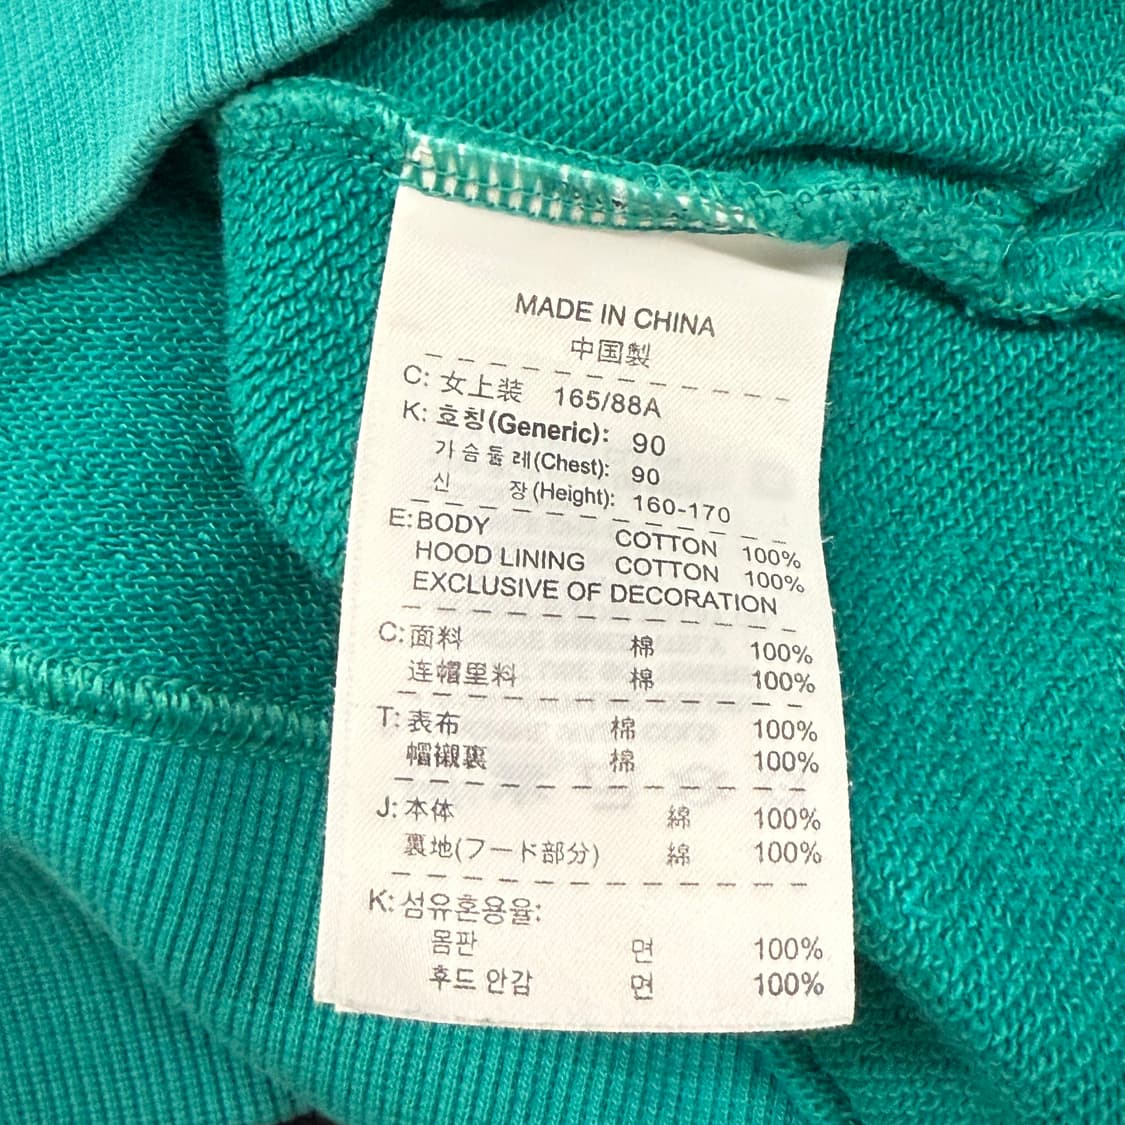 MADE IN CHINA
中国製
C: 女上装 165/88A
K: 호칭(Generic): 90
가슴둘레(Chest): 90
신 장(Height): 160-170
E: BODY COTTON 100%
HOOD LINING COTTON 100%
EXCLUSIVE OF DECORATION
C: 面料 棉 100%
连帽里料 棉 100%
T: 表布 棉 100%
帽襯裏 棉 100%
J: 本体 綿 100%
裏地(フード部分) 綿 100%
K: 섬유혼용율:
몸판 면 100%
후드 안감 면 100%